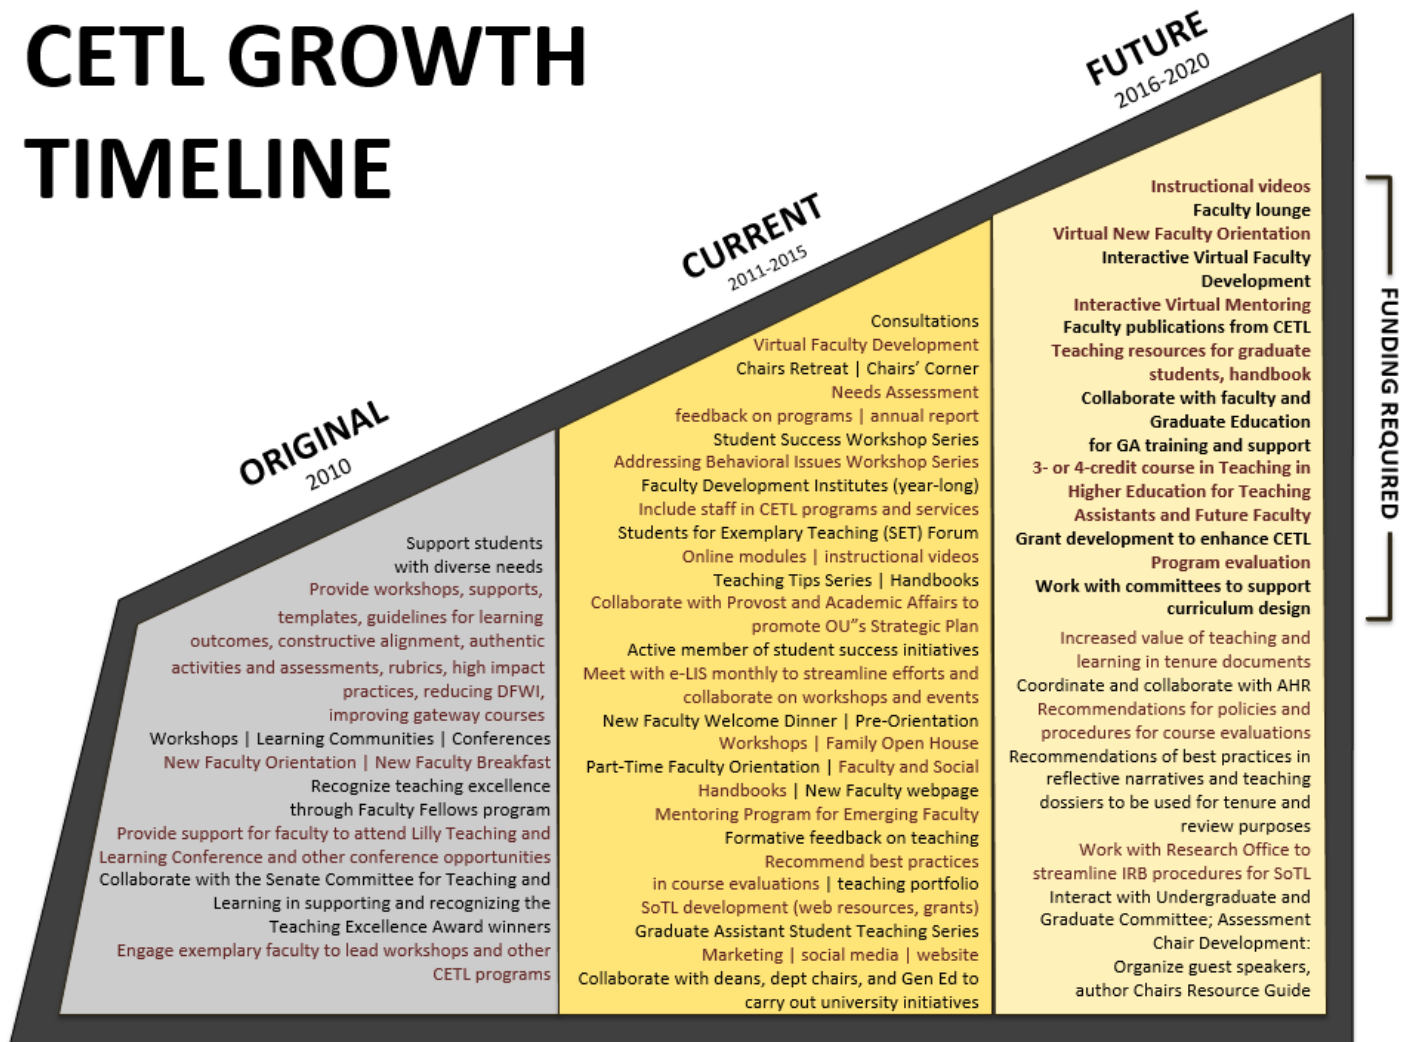 CETL GROWTH
TIMELINE
ORIGINAL
2010
Support students
with diverse needs
Provide workshops, supports,
templates, guidelines for learning
outcomes, constructive alignment, authentic
activities and assessments, rubrics, high impact
practices, reducing DFWI,
improving gateway courses
Workshops | Learning Communities | Conferences
New Faculty Orientation | New Faculty Breakfast
Recognize teaching excellence
through Faculty Fellows program
Provide support for faculty to attend Lilly Teaching and
Learning Conference and other conference opportunities
Collaborate with the Senate Committee for Teaching and
Learning in supporting and recognizing the
Teaching Excellence Award winners
Engage exemplary faculty to lead workshops and other
CETL programs
CURRENT
2011-2015
Consultations
Virtual Faculty Development
Chairs Retreat | Chairs’ Corner
Needs Assessment
feedback on programs | annual report
Student Success Workshop Series
Addressing Behavioral Issues Workshop Series
Faculty Development Institutes (year-long)
Include staff in CETL programs and services
Students for Exemplary Teaching (SET) Forum
Online modules | instructional videos
Teaching Tips Series | Handbooks
Collaborate with Provost and Academic Affairs to
promote OU"s Strategic Plan
Active member of student success initiatives
Meet with e-LIS monthly to streamline efforts and
collaborate on workshops and events
New Faculty Welcome Dinner | Pre-Orientation
Workshops | Family Open House
Part-Time Faculty Orientation | Faculty and Social
Handbooks | New Faculty webpage
Mentoring Program for Emerging Faculty
Formative feedback on teaching
Recommend best practices
in course evaluations | teaching portfolio
SoTL development (web resources, grants)
Graduate Assistant Student Teaching Series
Marketing | social media | website
Collaborate with deans, dept chairs, and Gen Ed to
carry out university initiatives
FUTURE
2016-2020
Instructional videos
Faculty lounge
Virtual New Faculty Orientation
Interactive Virtual Faculty
Development
Interactive Virtual Mentoring
Faculty publications from CETL
Teaching resources for graduate
students, handbook
Collaborate with faculty and
Graduate Education
for GA training and support
3- or 4-credit course in Teaching in
Higher Education for Teaching
Assistants and Future Faculty
Grant development to enhance CETL
Program evaluation
Work with committees to support
curriculum design
Increased value of teaching and
learning in tenure documents
Coordinate and collaborate with AHR
Recommendations for policies and
procedures for course evaluations
Recommendations of best practices in
reflective narratives and teaching
dossiers to be used for tenure and
review purposes
Work with Research Office to
streamline IRB procedures for SoTL
Interact with Undergraduate and
Graduate Committee; Assessment
Chair Development:
Organize guest speakers,
author Chairs Resource Guide
FUNDING REQUIRED